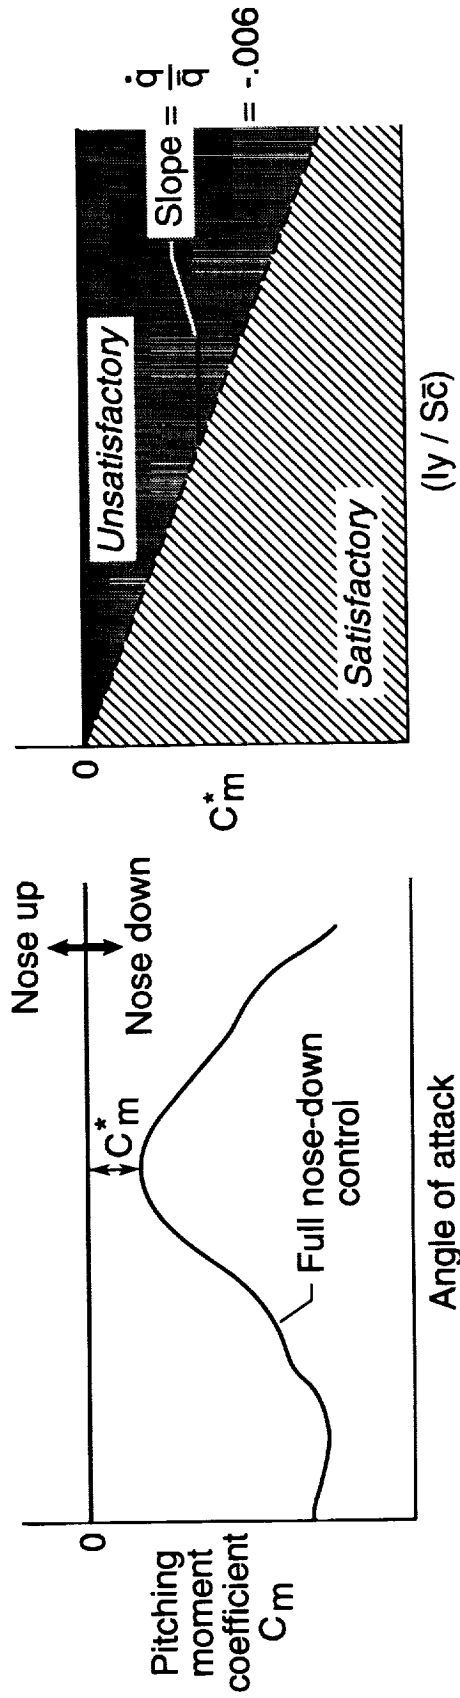 Nose up
0
Nose down
C*m
Pitching
moment
coefficient
Cm
Full nose-down
control
Angle of attack
0
C*m
Unsatisfactory
Slope = q̇ / q̅
= -.006
Satisfactory
(Iy / Sc̅)